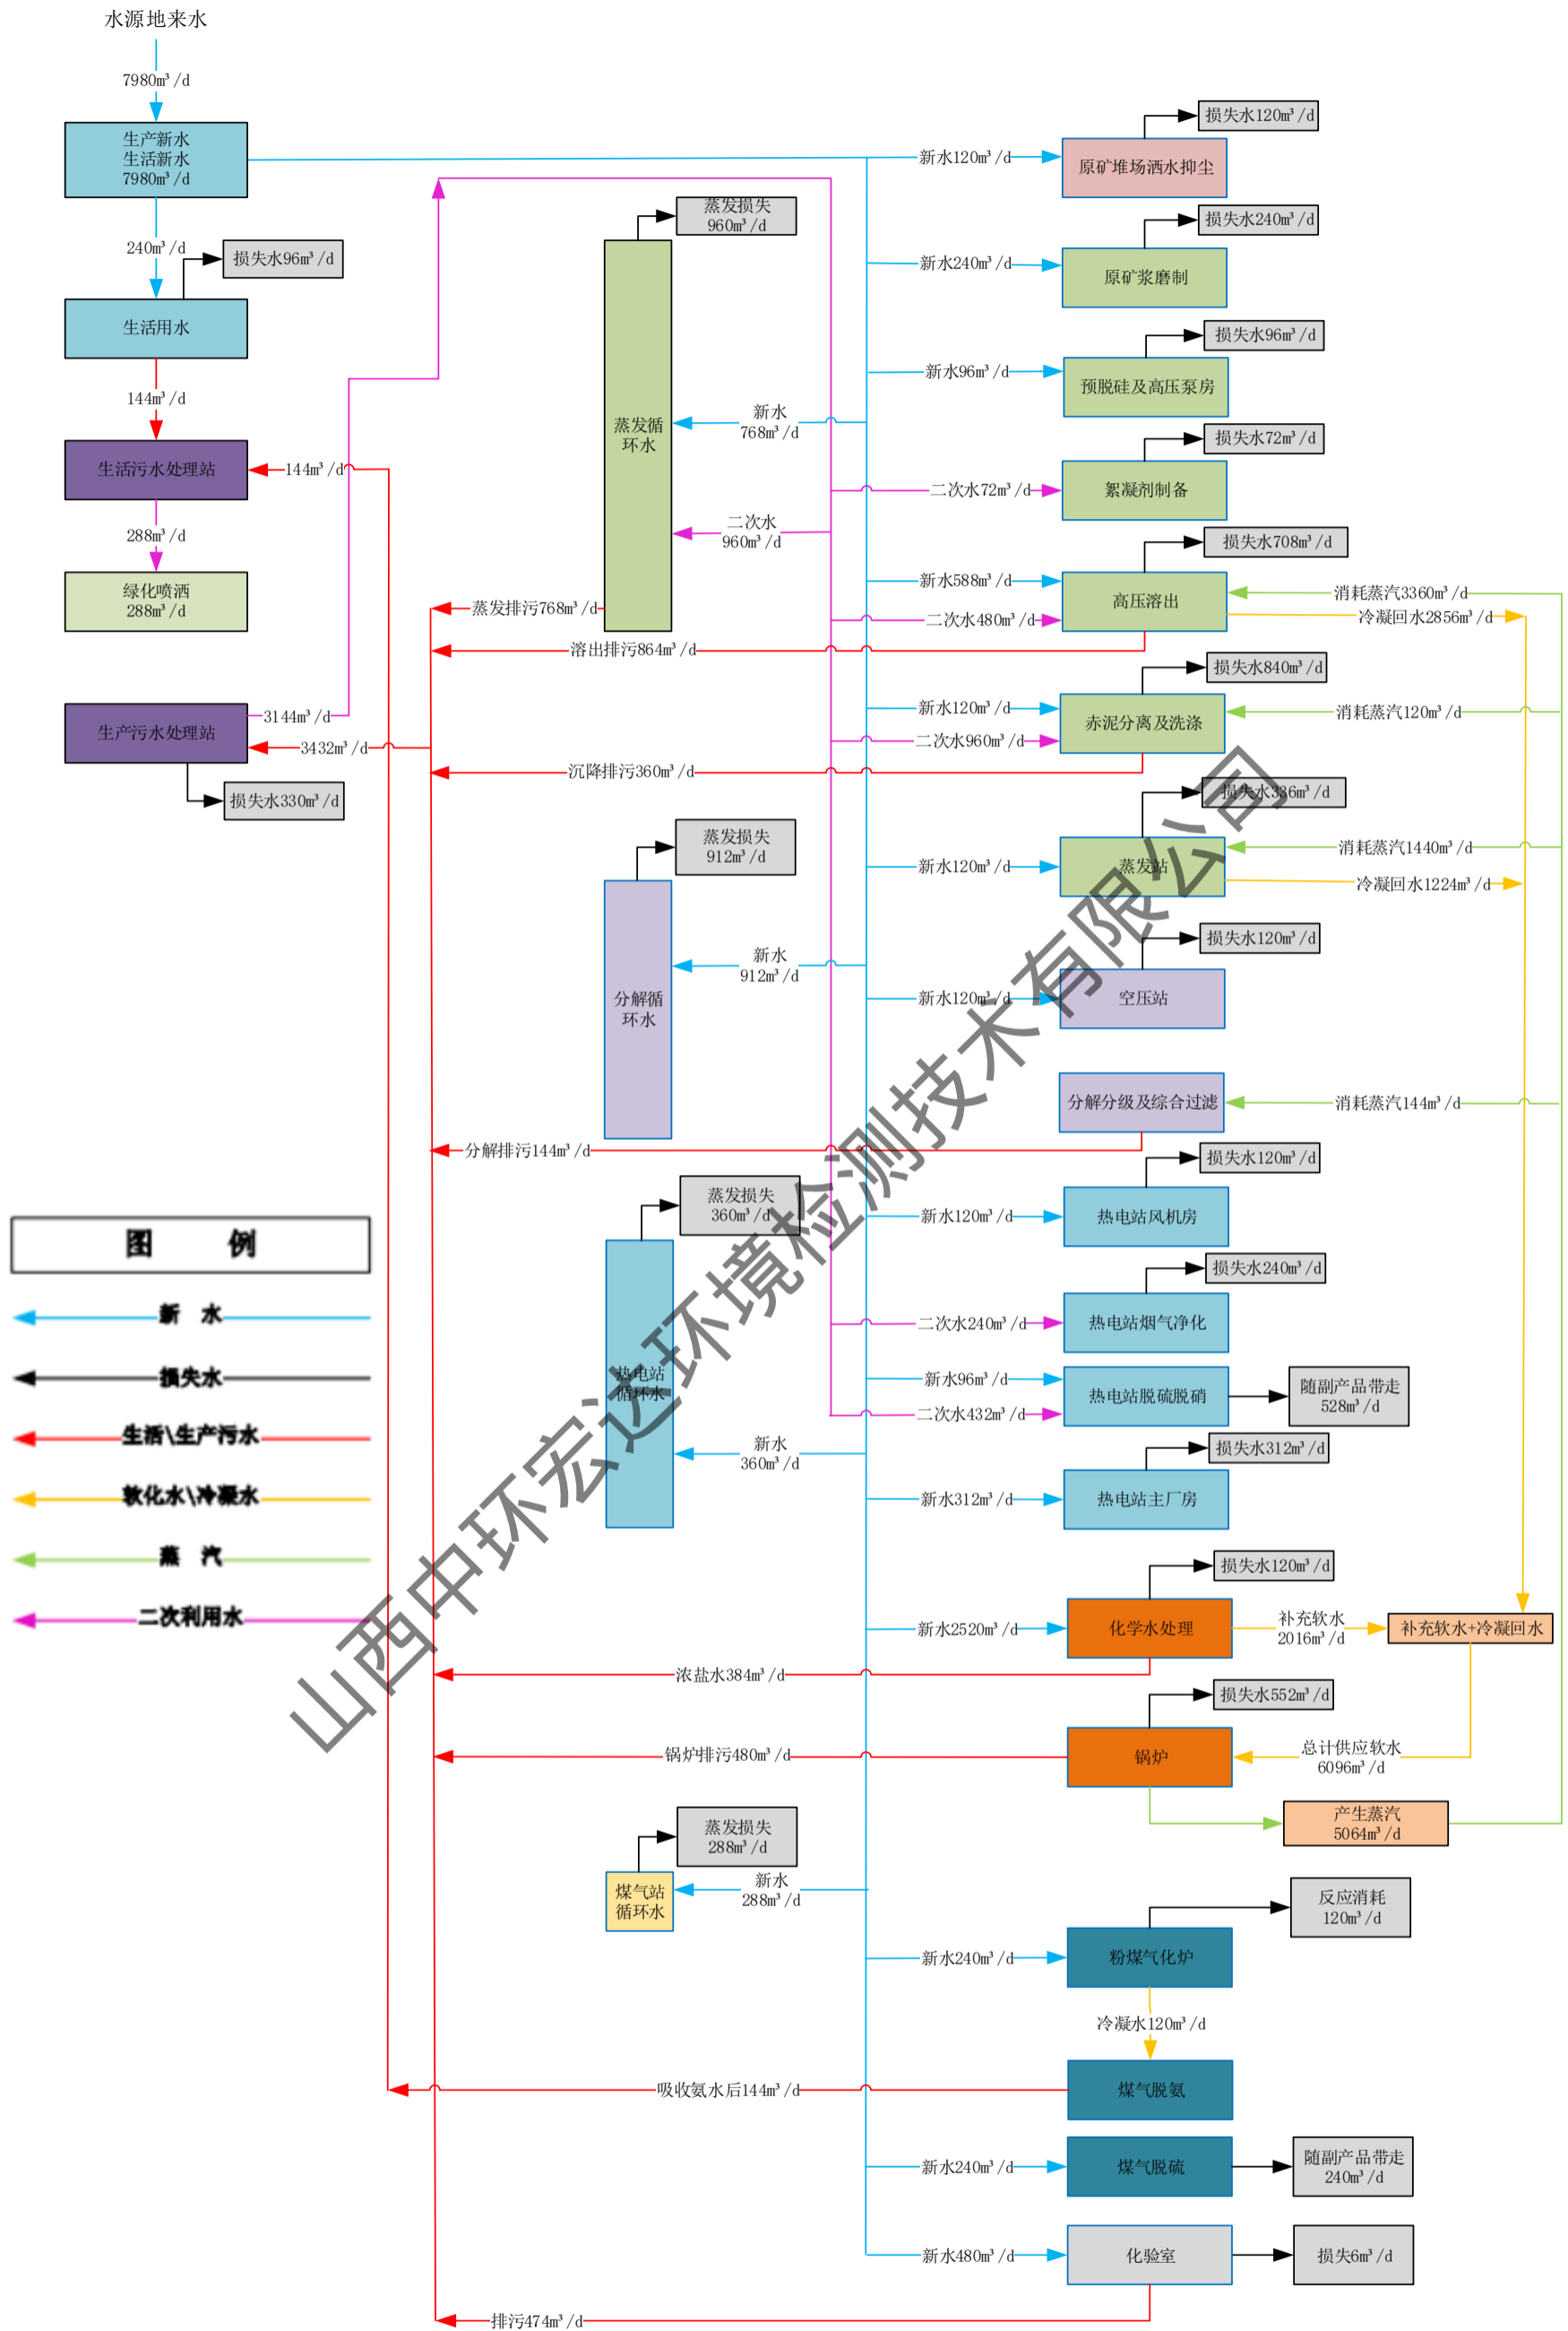 水源地来水
7980m³/d
生产新水
生活新水
7980m³/d
240m³/d
损失水96m³/d
生活用水
144m³/d
生活污水处理站
144m³/d
288m³/d
绿化喷洒
288m³/d
生产污水处理站
3144m³/d
3432m³/d
损失水330m³/d
图 例
新 水
损失水
生活\生产污水
软化水\冷凝水
蒸 汽
二次利用水
蒸发损失
960m³/d
蒸发循
环水
新水
768m³/d
二次水
960m³/d
蒸发排污768m³/d
溶出排污864m³/d
沉降排污360m³/d
蒸发损失
912m³/d
分解循
环水
新水
912m³/d
分解排污144m³/d
蒸发损失
360m³/d
热电站
循环水
新水
360m³/d
浓盐水384m³/d
锅炉排污480m³/d
蒸发损失
288m³/d
煤气站
循环水
新水
288m³/d
吸收氨水后144m³/d
排污474m³/d
损失水120m³/d
新水120m³/d
原矿堆场洒水抑尘
损失水240m³/d
新水240m³/d
原矿浆磨制
损失水96m³/d
新水96m³/d
预脱硅及高压泵房
损失水72m³/d
二次水72m³/d
絮凝剂制备
损失水708m³/d
新水588m³/d
二次水480m³/d
高压溶出
消耗蒸汽3360m³/d
冷凝回水2856m³/d
损失水840m³/d
新水120m³/d
二次水960m³/d
赤泥分离及洗涤
消耗蒸汽120m³/d
损失水336m³/d
新水120m³/d
蒸发站
消耗蒸汽1440m³/d
冷凝回水1224m³/d
损失水120m³/d
新水120m³/d
空压站
分解分级及综合过滤
消耗蒸汽144m³/d
损失水120m³/d
新水120m³/d
热电站风机房
损失水240m³/d
二次水240m³/d
热电站烟气净化
新水96m³/d
二次水432m³/d
热电站脱硫脱硝
随副产品带走
528m³/d
损失水312m³/d
新水312m³/d
热电站主厂房
损失水120m³/d
新水2520m³/d
化学水处理
补充软水
2016m³/d
补充软水+冷凝回水
损失水552m³/d
锅炉
总计供应软水
6096m³/d
产生蒸汽
5064m³/d
反应消耗
120m³/d
新水240m³/d
粉煤气化炉
冷凝水120m³/d
煤气脱氨
新水240m³/d
煤气脱硫
随副产品带走
240m³/d
新水480m³/d
化验室
损失6m³/d
山西中环宏达环境检测技术有限公司